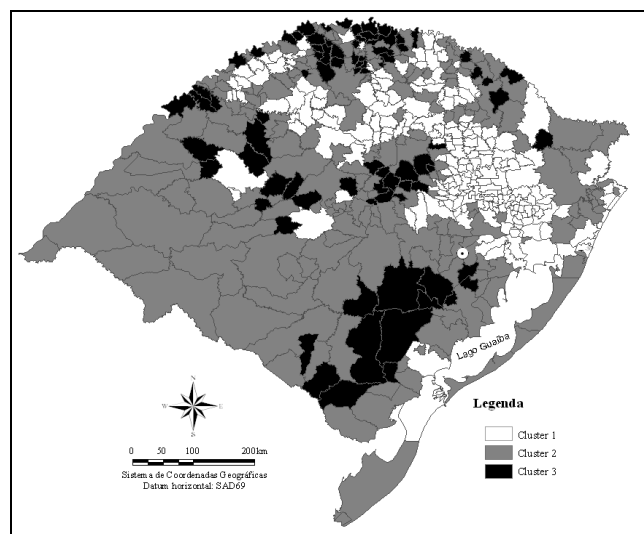 Lago Guaíba
N
W E
S
0 50 100 200km
Sistema de Coordenadas Geográficas
Datum horizontal: SAD69
Legenda
Cluster 1
Cluster 2
Cluster 3